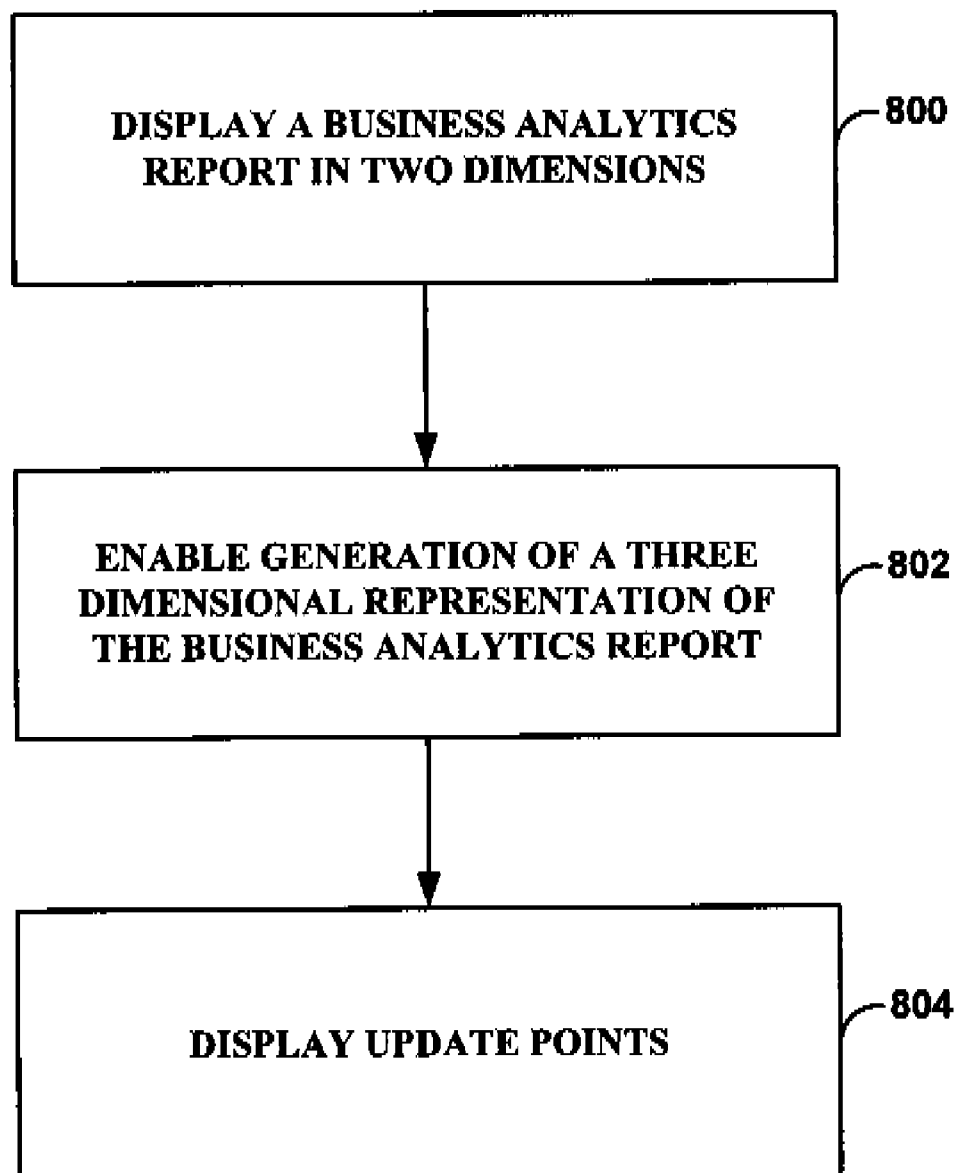 DISPLAY A BUSINESS ANALYTICS
REPORT IN TWO DIMENSIONS
800
ENABLE GENERATION OF A THREE
DIMENSIONAL REPRESENTATION OF
THE BUSINESS ANALYTICS REPORT
802
DISPLAY UPDATE POINTS
804